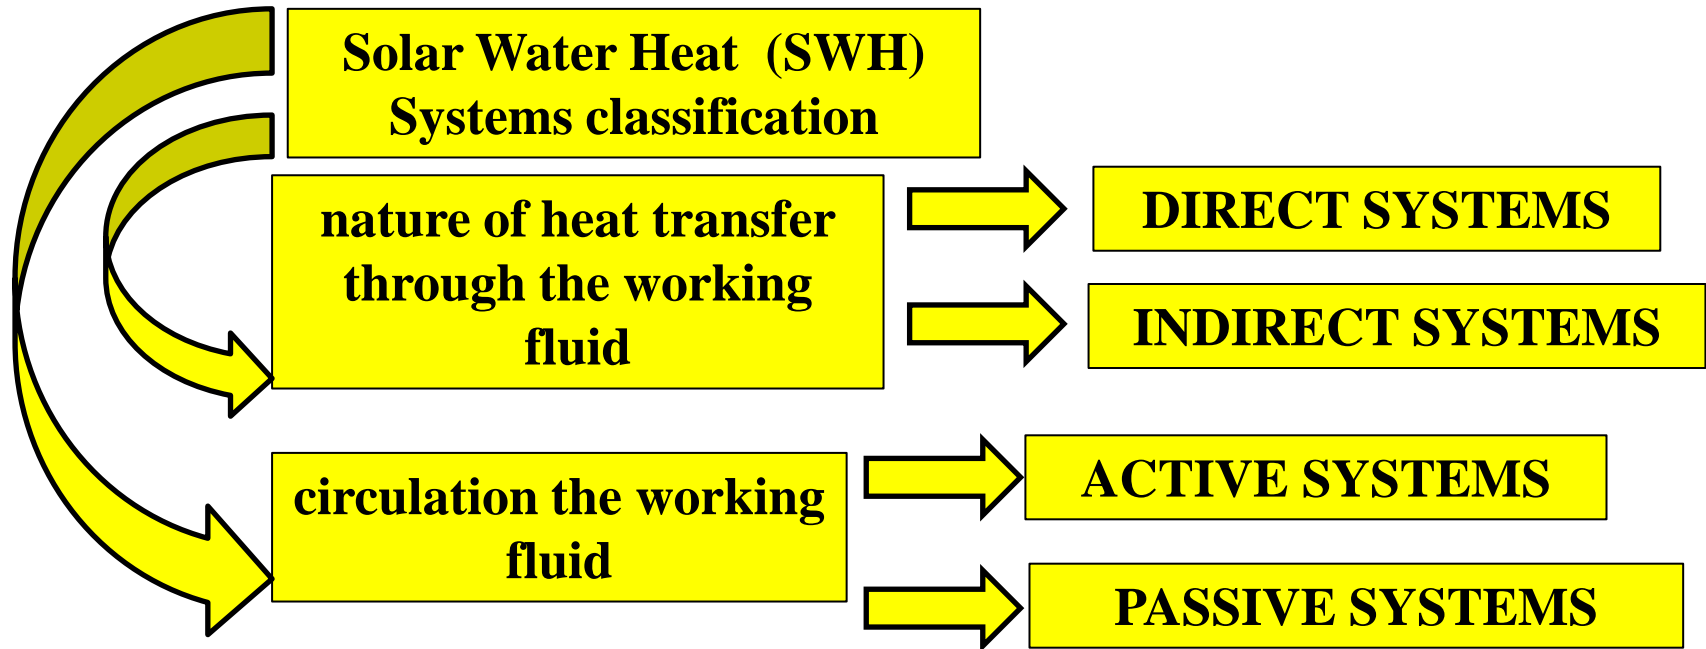 Solar Water Heat  (SWH)
Systems classification
nature of heat transfer
through the working
fluid
DIRECT SYSTEMS
INDIRECT SYSTEMS
circulation the working
fluid
ACTIVE SYSTEMS
PASSIVE SYSTEMS